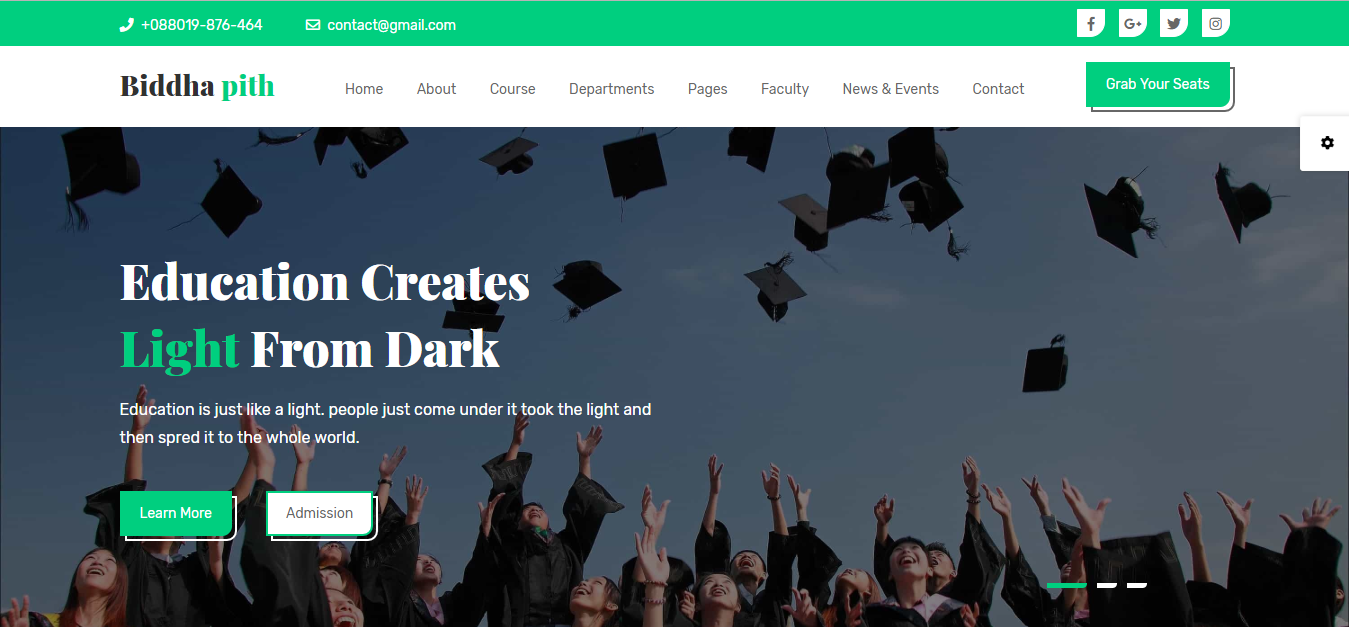 +088019-876-464 contact@gmail.com
Biddha pith Home About Course Departments Pages Faculty News & Events Contact Grab Your Seats
Education Creates
Light From Dark
Education is just like a light. people just come under it took the light and
then spred it to the whole world.
Learn More Admission